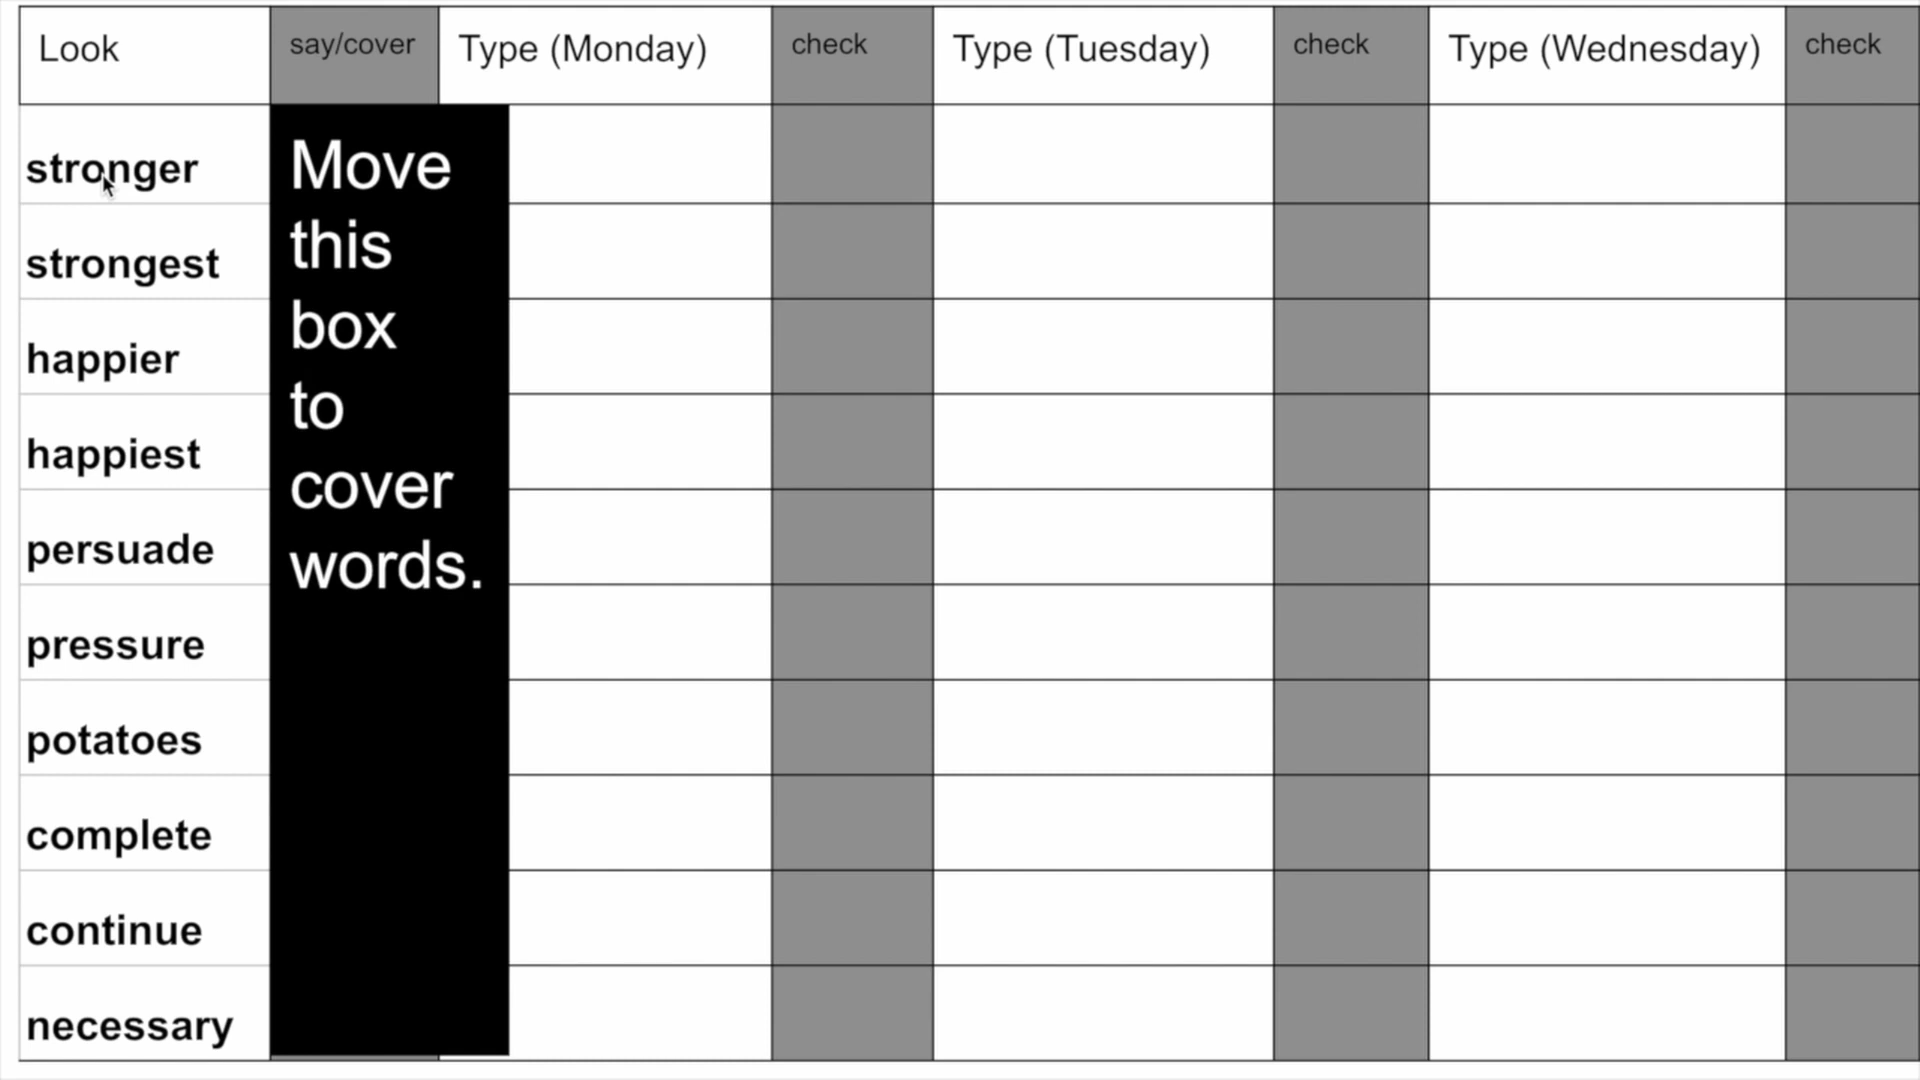 Look say/cover Type (Monday) check Type (Tuesday) check Type (Wednesday) check
stronger
strongest
happier
happiest
persuade
pressure
potatoes
complete
continue
necessary
Move
this
box
to
cover
words.